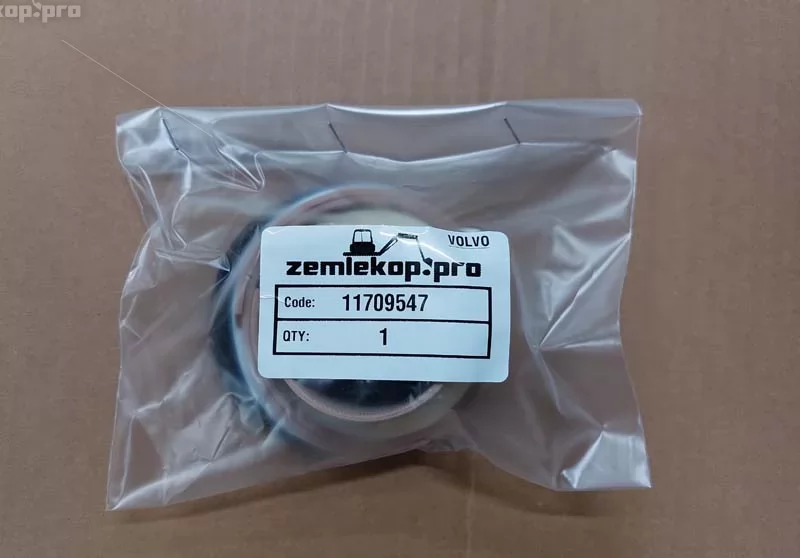 kop.pro
VOLVO
zemlekop.pro
Code: 11709547
QTY: 1